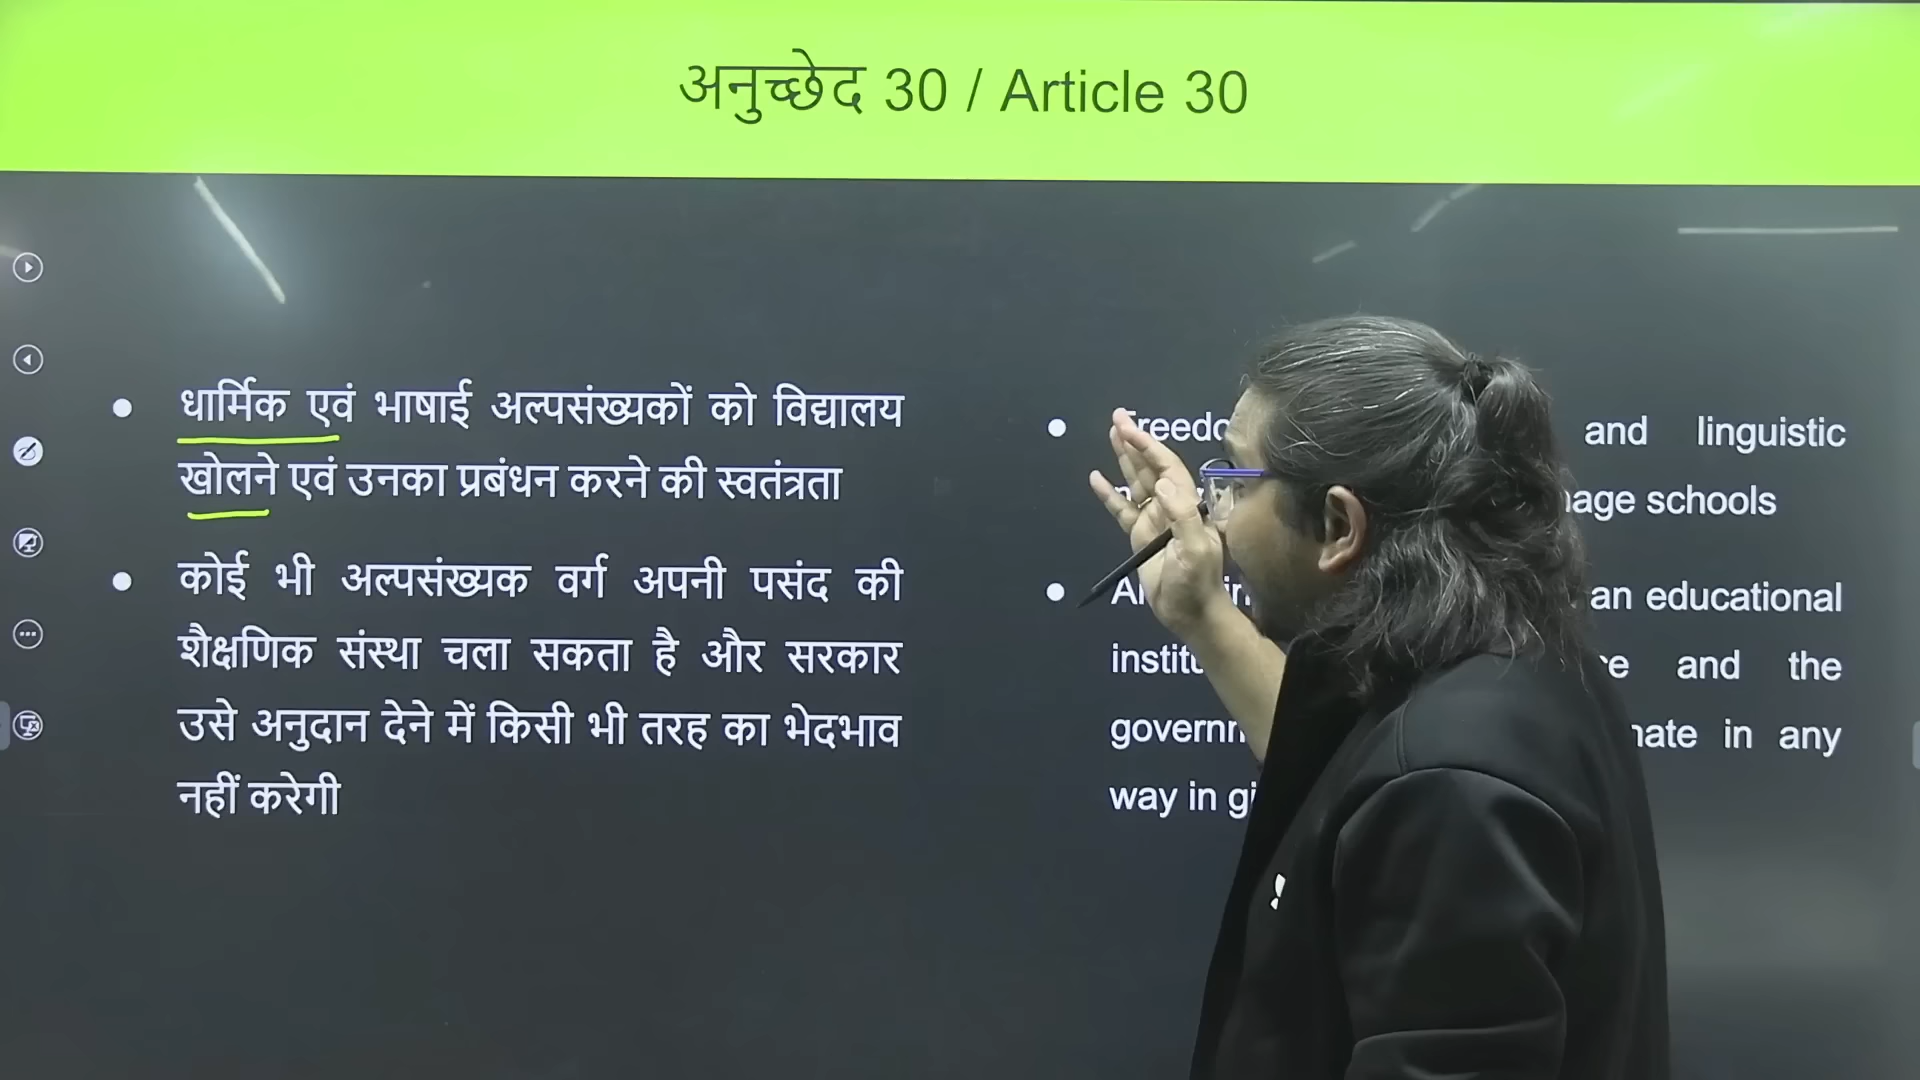 अनुच्छेद 30 / Article 30
धार्मिक एवं भाषाई अल्पसंख्यकों को विद्यालय
खोलने एवं उनका प्रबंधन करने की स्वतंत्रता
कोई भी अल्पसंख्यक वर्ग अपनी पसंद की
शैक्षणिक संस्था चला सकता है और सरकार
उसे अनुदान देने में किसी भी तरह का भेदभाव
नहीं करेगी
and linguistic
schools
an educational
and the
in any
way in